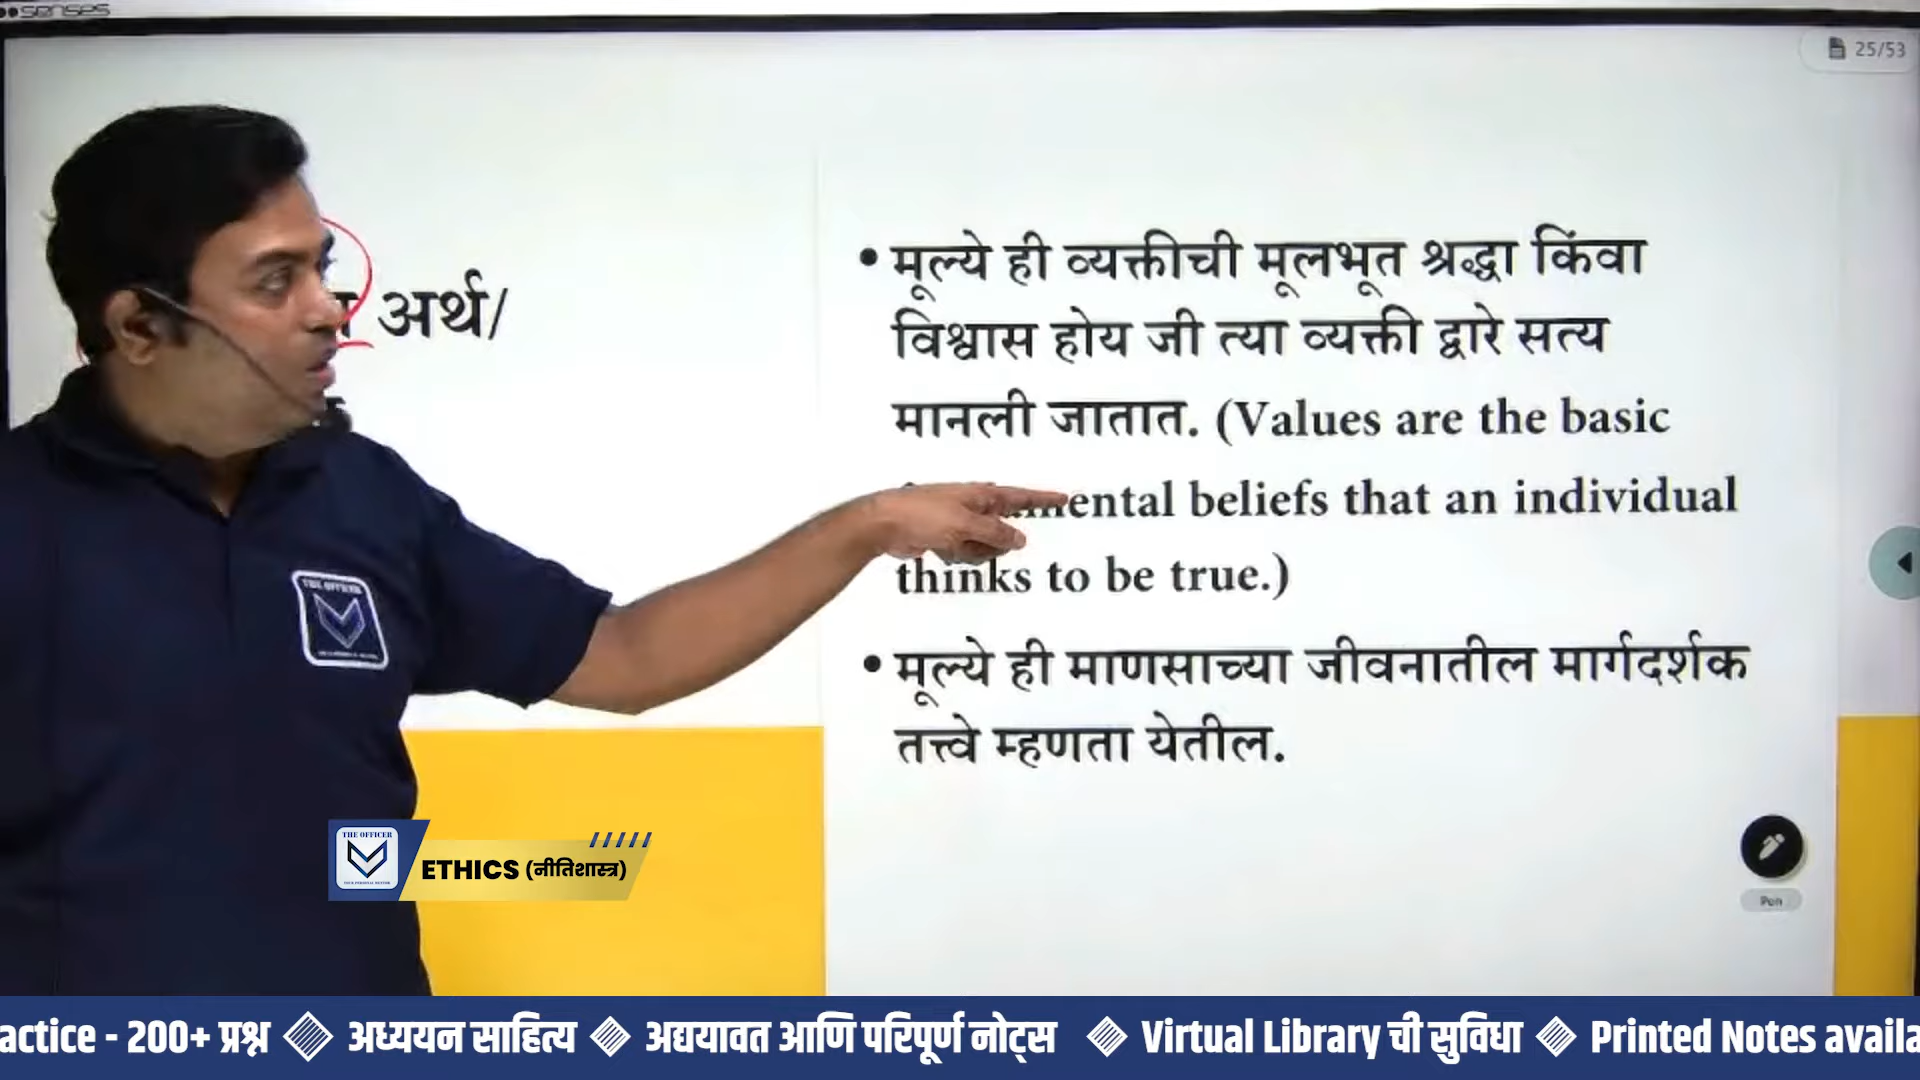 senses
25/53
अर्थ/
• मूल्ये ही व्यक्तीची मूलभूत श्रद्धा किंवा
विश्वास होय जी त्या व्यक्ती द्वारे सत्य
मानली जातात. (Values are the basic
beliefs that an individual
thinks to be true.)
• मूल्ये ही माणसाच्या जीवनातील मार्गदर्शक
तत्त्वे म्हणता येतील.
THE OFFICER
THE OFFICER
ETHICS (नीतिशास्त्र)
Pen
200+ प्रश्न अध्ययन साहित्य अद्ययावत आणि परिपूर्ण नोट्स Virtual Library ची सुविधा Printed Notes